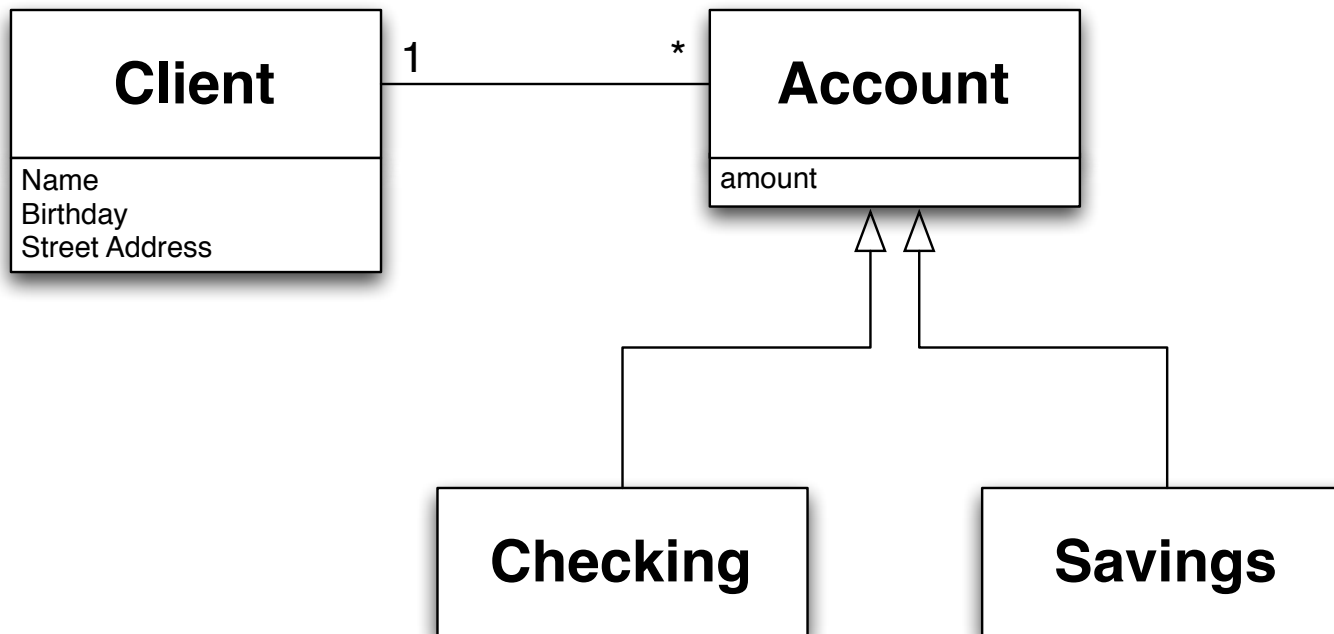 Client
1
*
Account
Name
Birthday
Street Address
amount
Checking
Savings